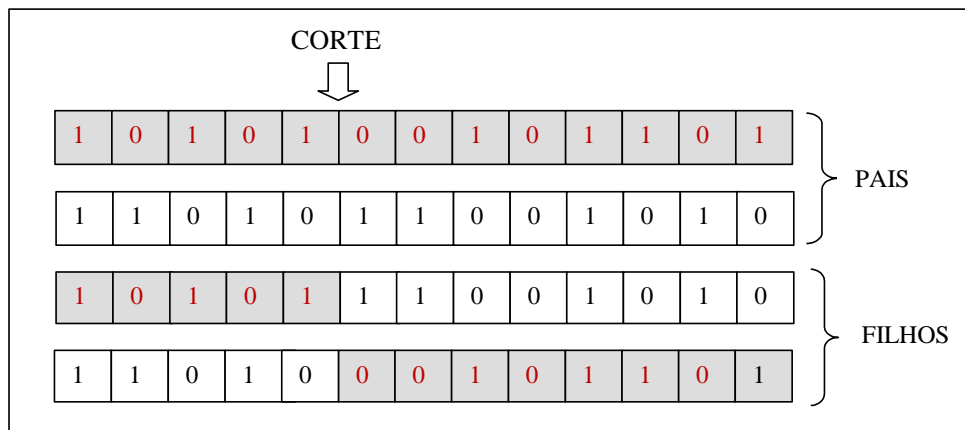 CORTE
1 0 1 0 1 0 0 1 0 1 1 0 1
PAIS
1 1 0 1 0 1 1 0 0 1 0 1 0
1 0 1 0 1 1 1 0 0 1 0 1 0
FILHOS
1 1 0 1 0 0 0 1 0 1 1 0 1